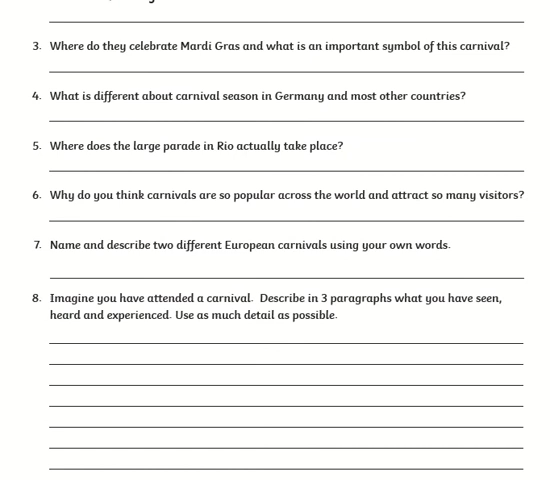 3. Where do they celebrate Mardi Gras and what is an important symbol of this carnival?
4. What is different about carnival season in Germany and most other countries?
5. Where does the large parade in Rio actually take place?
6. Why do you think carnivals are so popular across the world and attract so many visitors?
7. Name and describe two different European carnivals using your own words.
8. Imagine you have attended a carnival.  Describe in 3 paragraphs what you have seen,
heard and experienced. Use as much detail as possible.